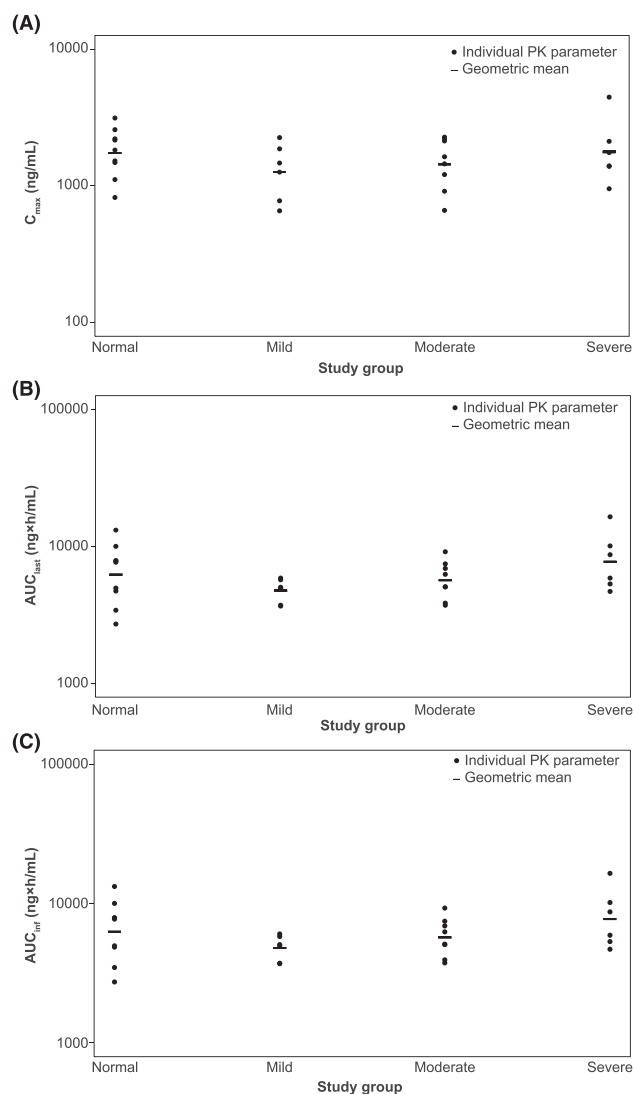 (A)
10000
1000
100
Cmax (ng/mL)
• Individual PK parameter
– Geometric mean
Normal Mild Moderate Severe
Study group
(B)
100000
10000
1000
AUClast (ng×h/mL)
• Individual PK parameter
– Geometric mean
Normal Mild Moderate Severe
Study group
(C)
100000
10000
1000
AUCinf (ng×h/mL)
• Individual PK parameter
– Geometric mean
Normal Mild Moderate Severe
Study group